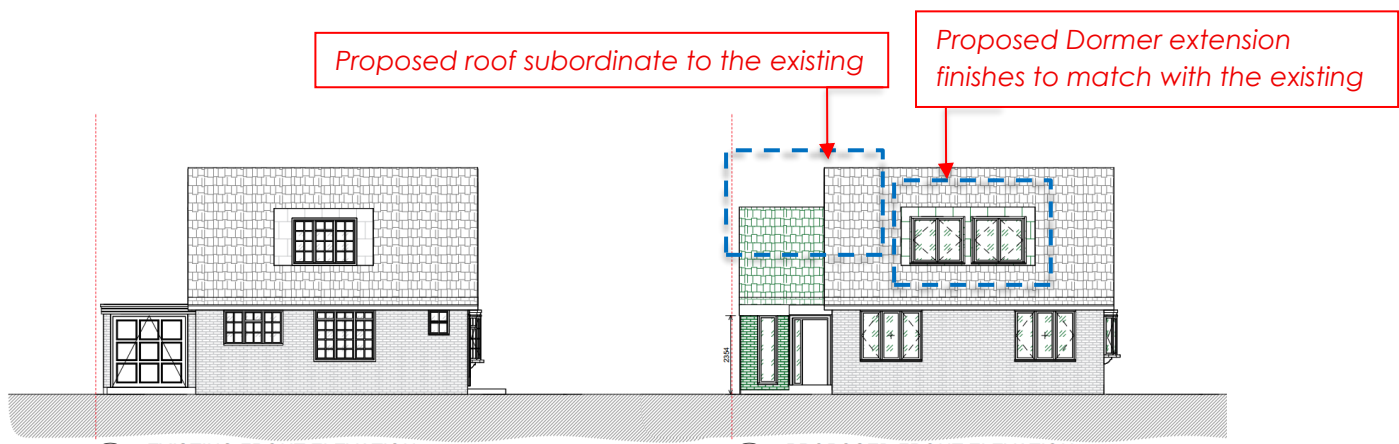 Proposed roof subordinate to the existing
Proposed Dormer extension
finishes to match with the existing
2354